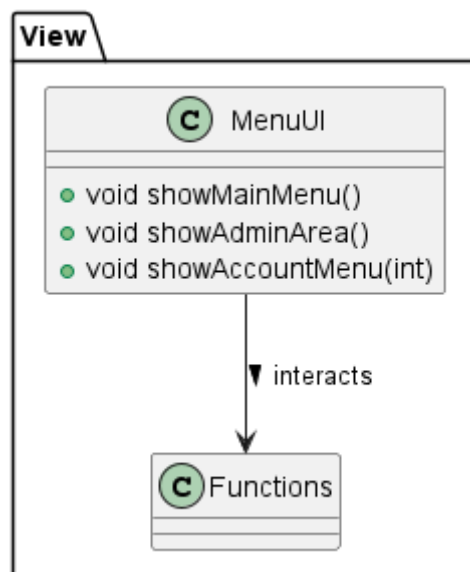 View
C MenuUI
void showMainMenu()
void showAdminArea()
void showAccountMenu(int)
interacts
C Functions